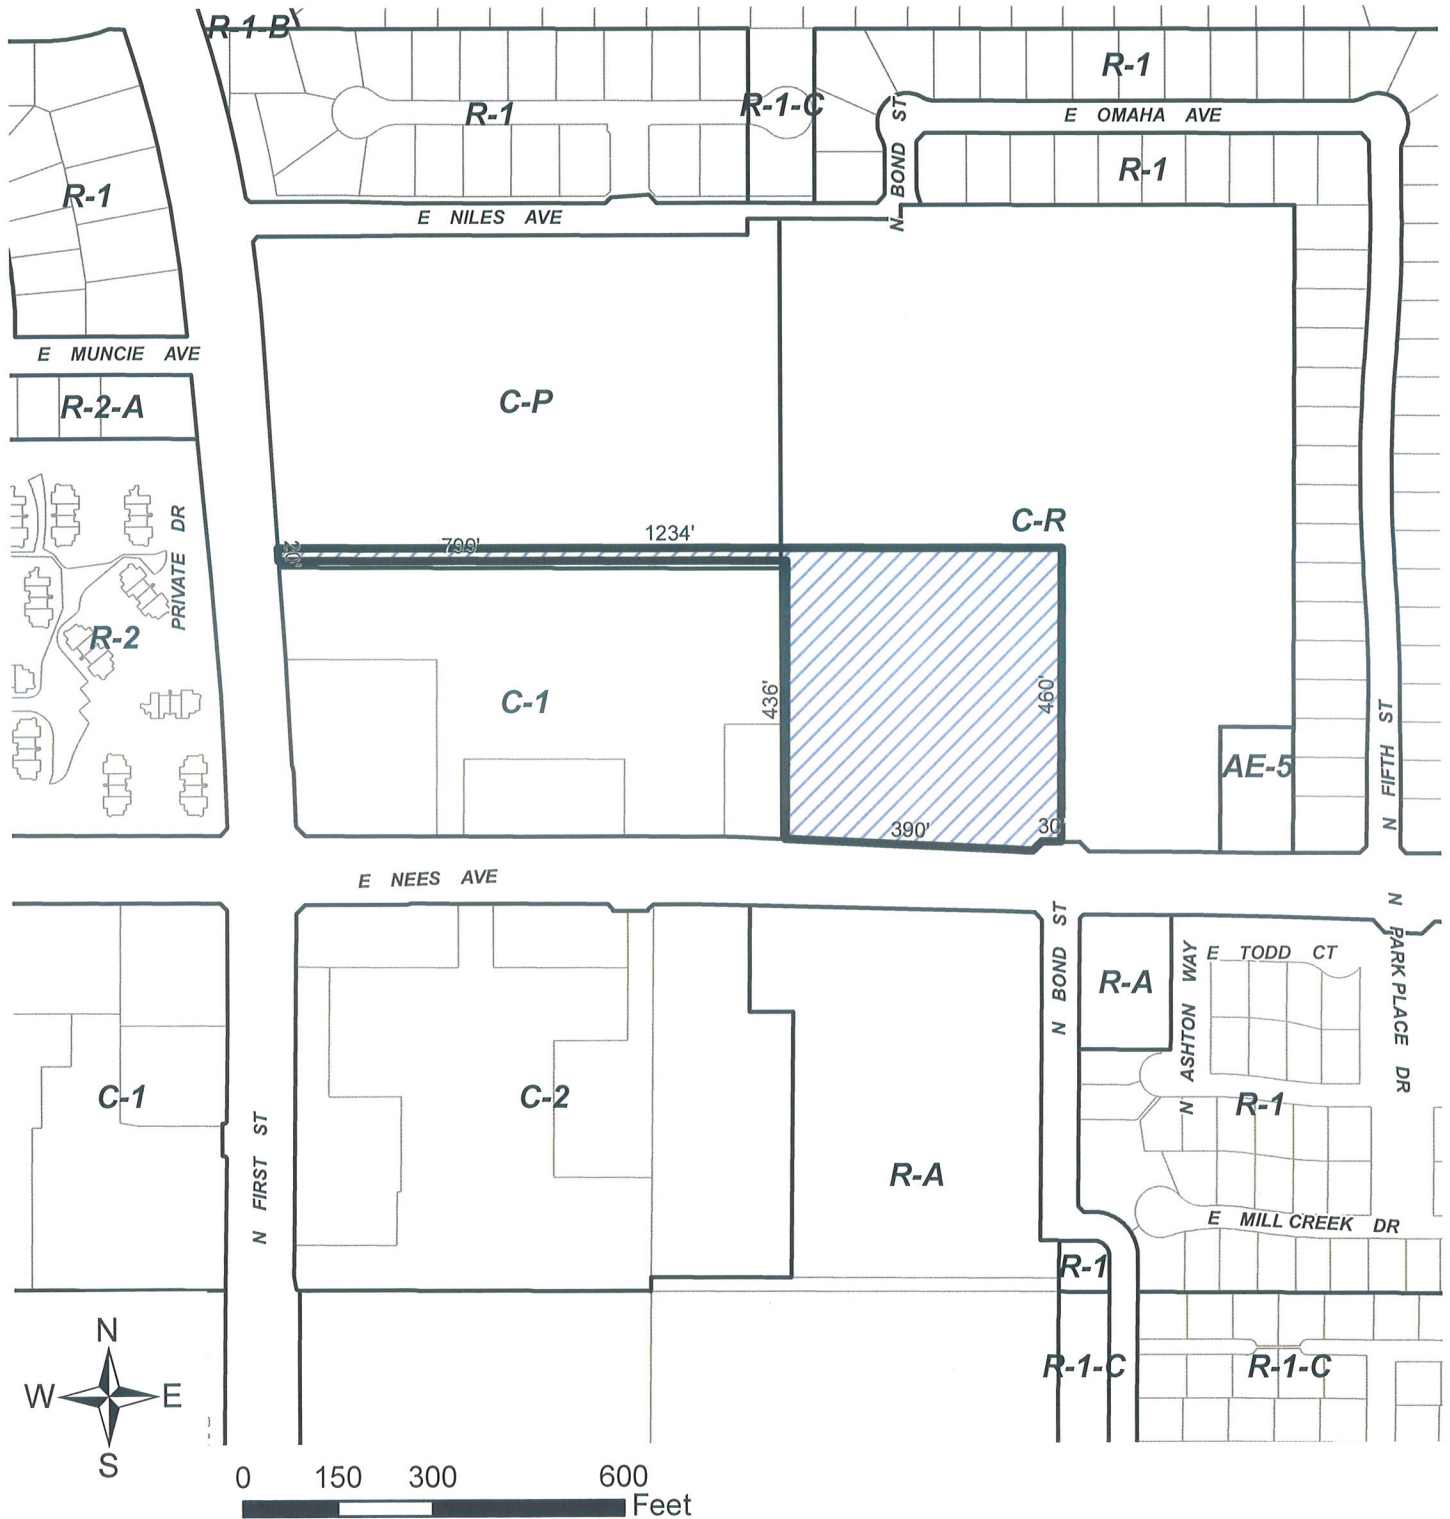 R-1-B
R-1
R-1
R-1-C
N BOND ST
E OMAHA AVE
R-1
R-1
E NILES AVE
E MUNCIE AVE
R-2-A
C-P
C-R
1234'
799'
20'
PRIVATE DR
R-2
C-1
436'
460'
AE-5
N FIFTH ST
390'
30'
E NEES AVE
N BOND ST
R-A
N ASHTON WAY
E TODD CT
N PARK PLACE DR
C-1
C-2
R-1
N FIRST ST
R-A
E MILL CREEK DR
R-1
R-1-C
R-1-C
N
W
E
S
0 150 300 600
Feet